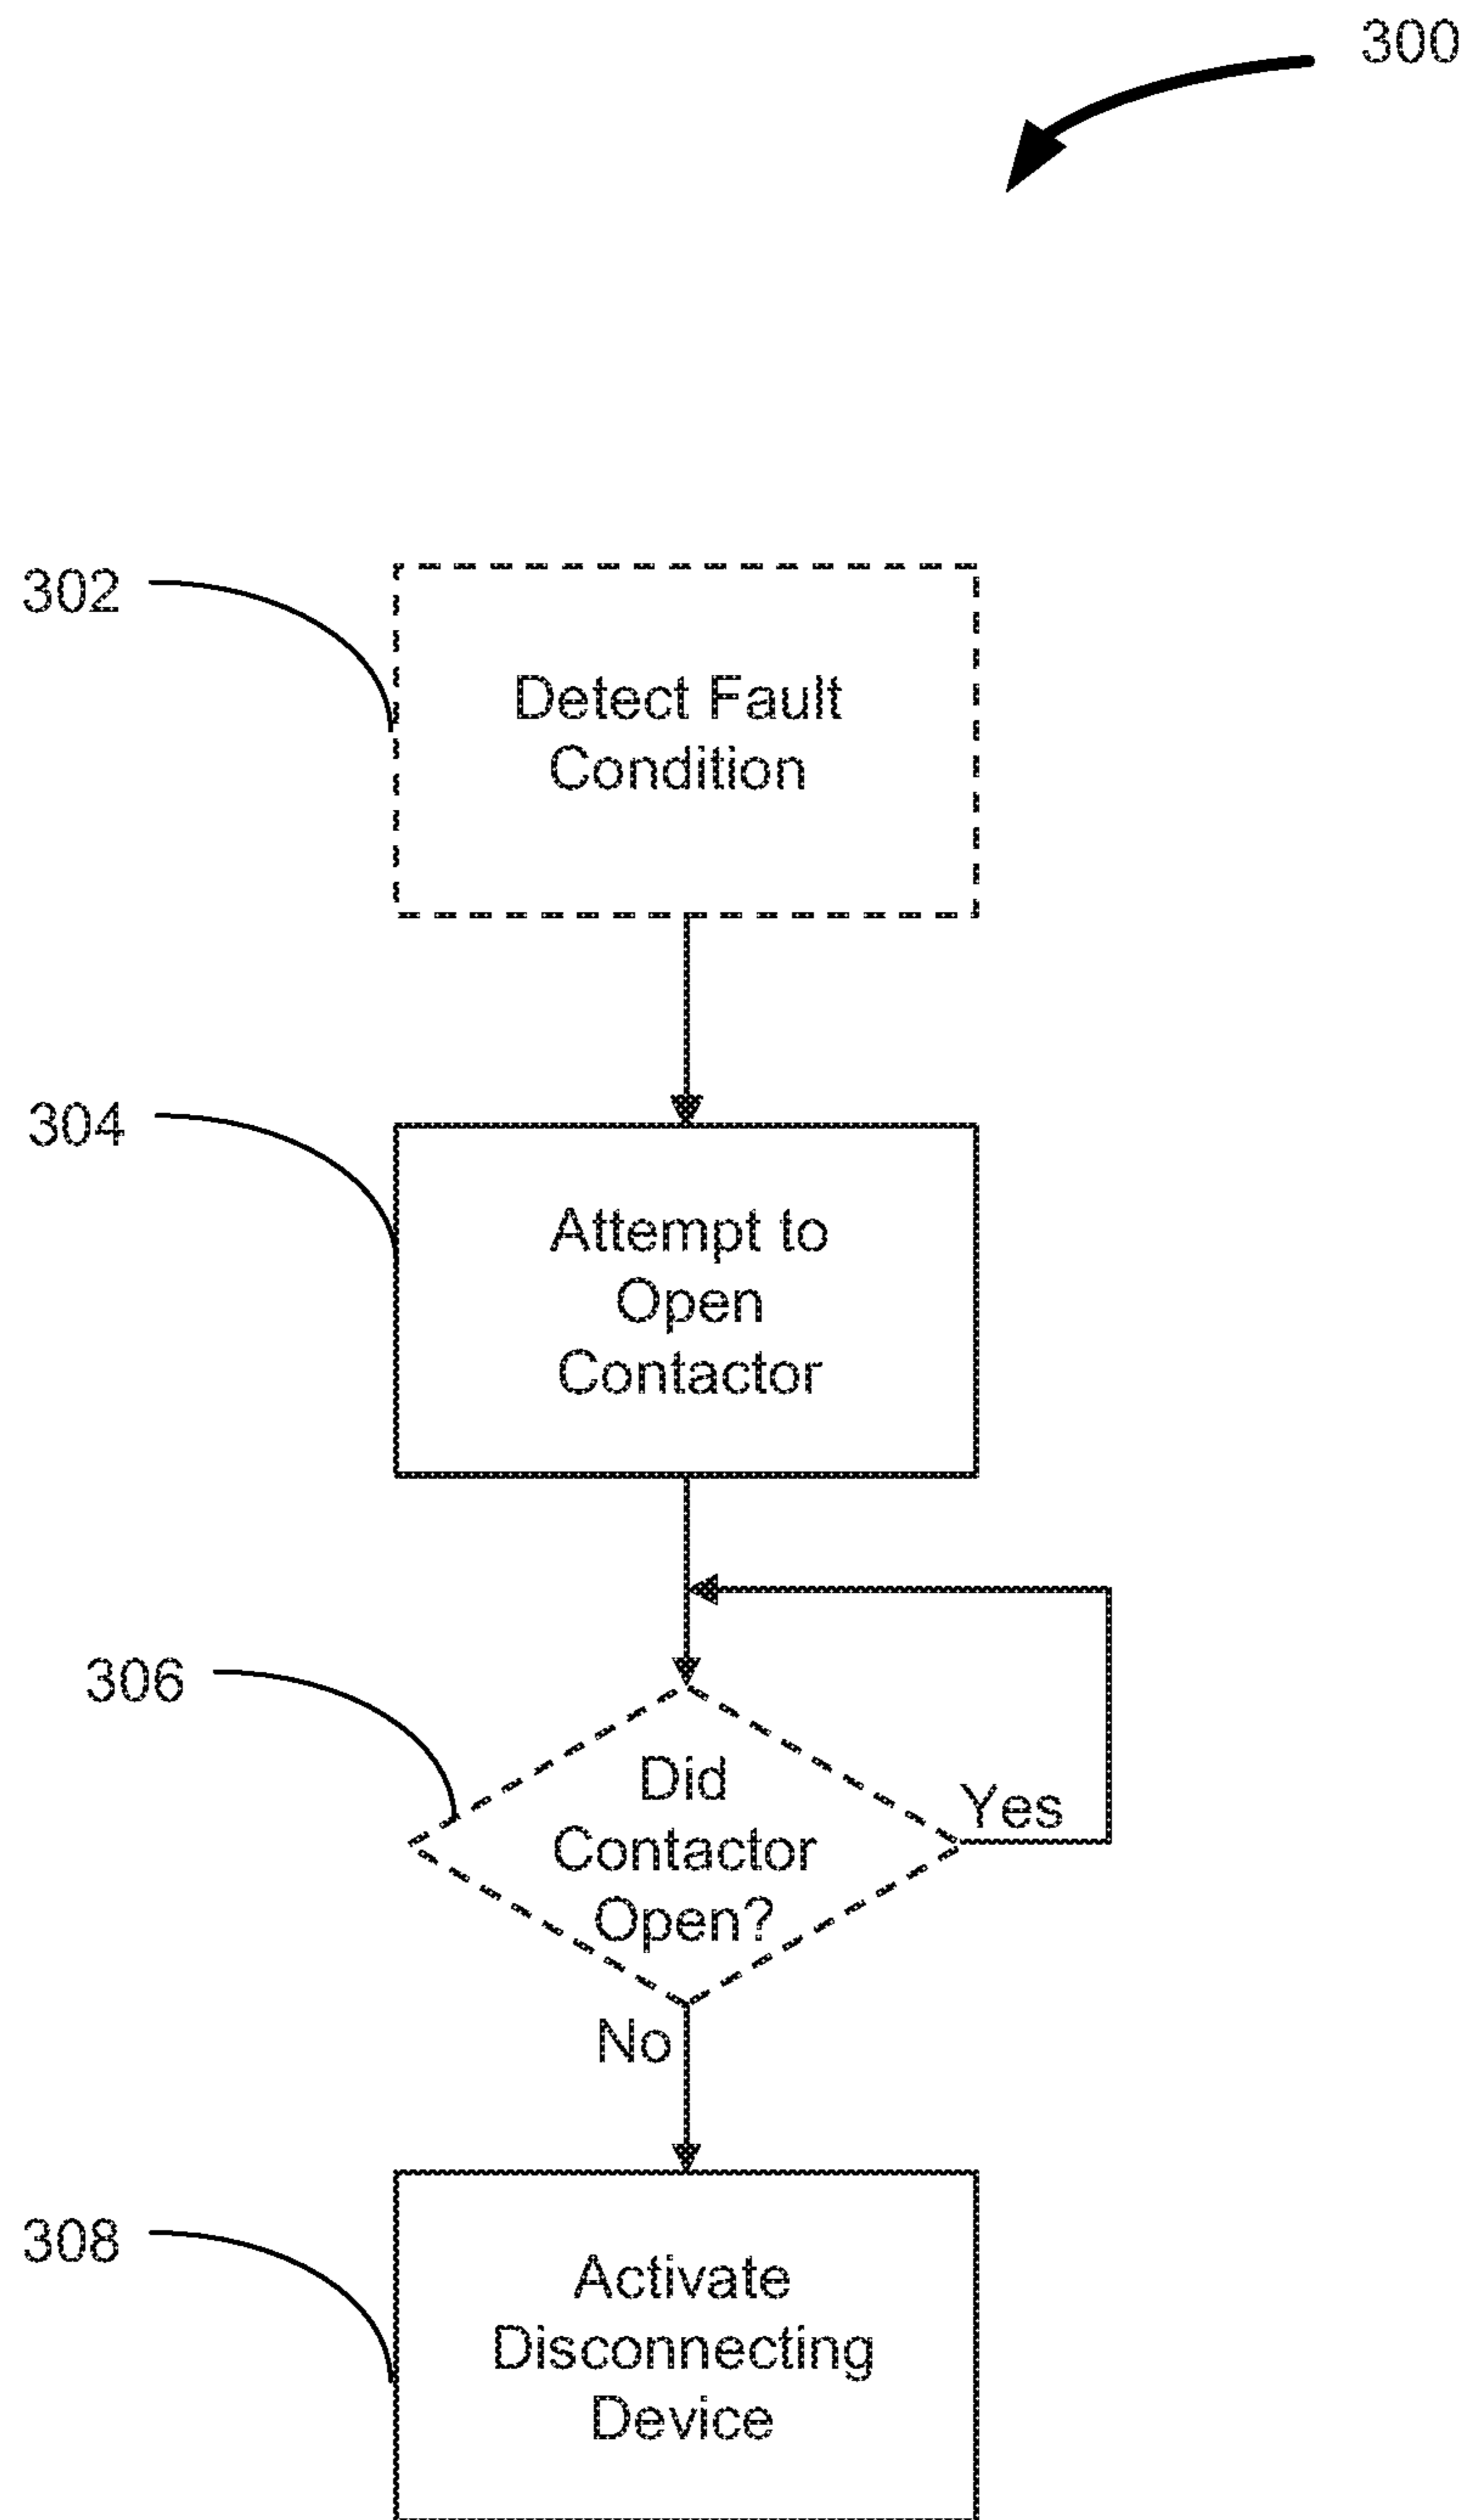 300
302
Detect Fault
Condition
304
Attempt to
Open
Contactor
306
Did
Contactor
Open?
Yes
No
308
Activate
Disconnecting
Device